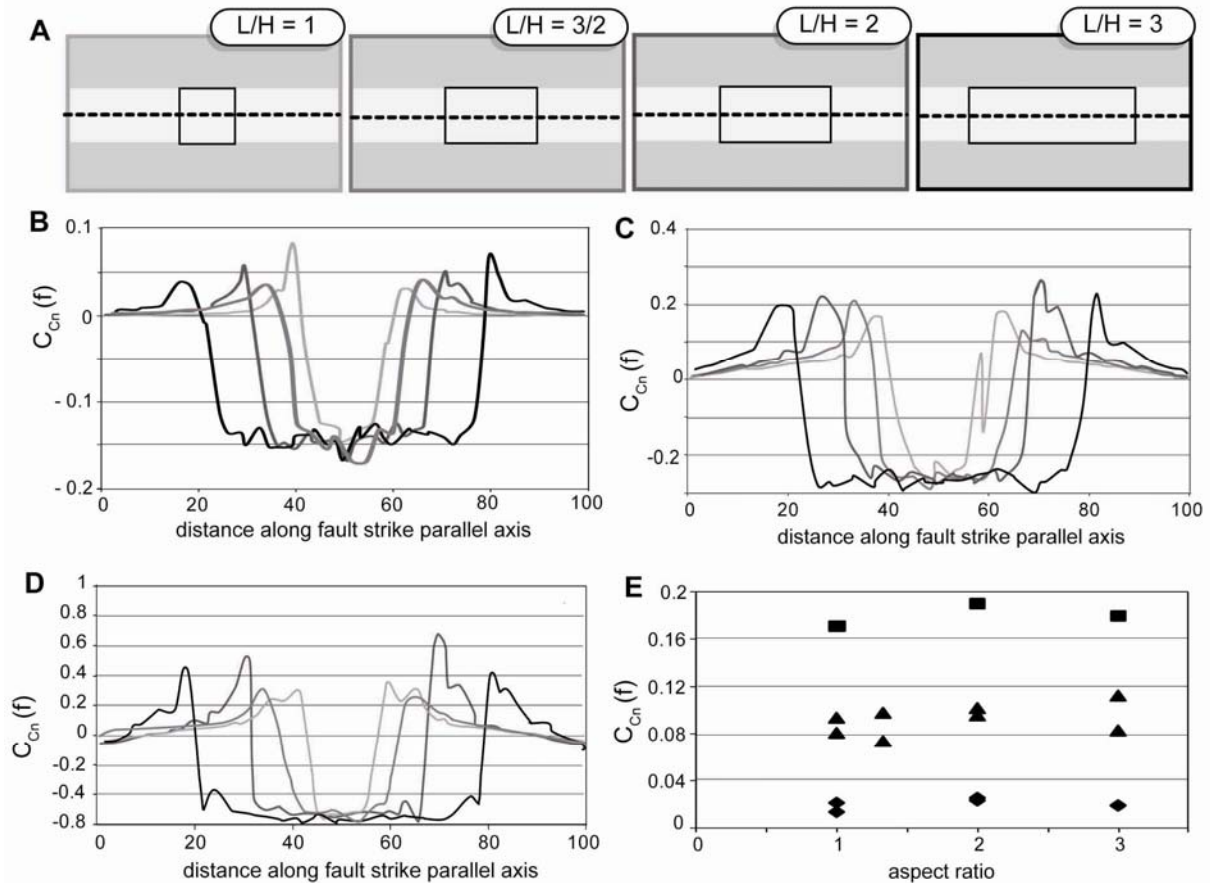 A
L/H = 1
L/H = 3/2
L/H = 2
L/H = 3
B
0.1
0
- 0.1
- 0.2
C_Cn (f)
0
20
40
60
80
100
distance along fault strike parallel axis
C
0.4
0.2
0
-0.2
C_Cn (f)
0
20
40
60
80
100
distance along fault strike parallel axis
D
1
0.8
0.6
0.4
0.2
0
-0.2
-0.4
-0.6
-0.8
C_Cn (f)
0
20
40
60
80
100
distance along fault strike parallel axis
E
0.2
0.16
0.12
0.08
0.04
0
C_Cn (f)
0
1
2
3
aspect ratio